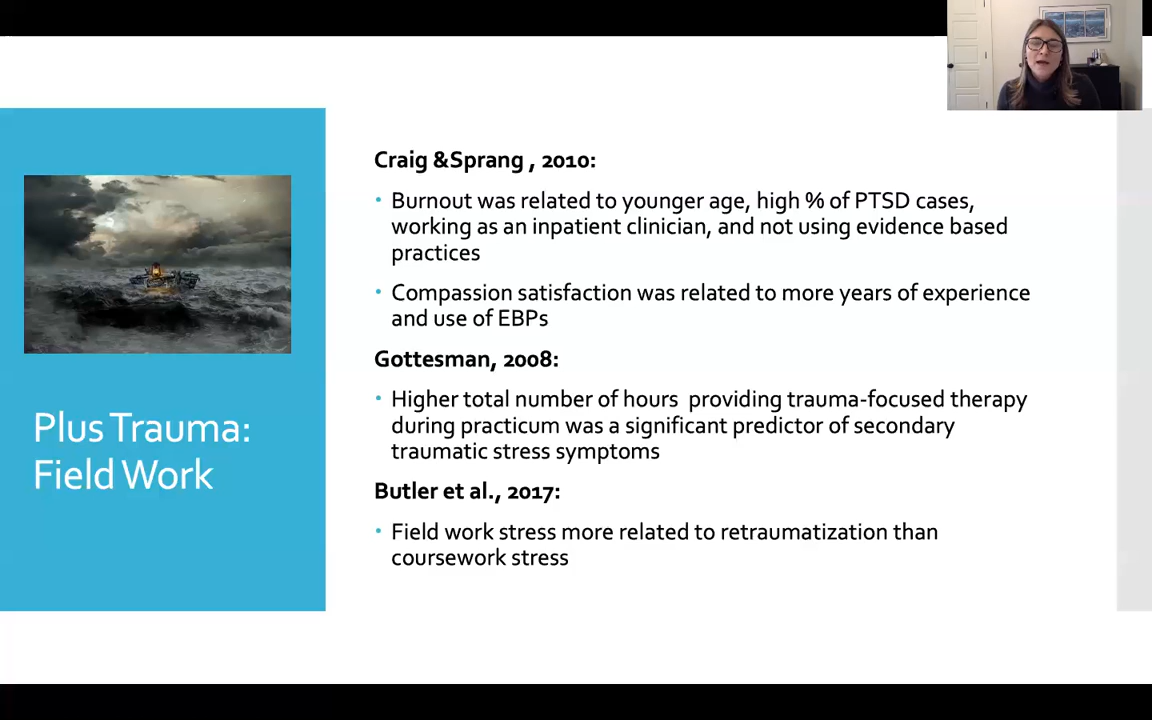 Plus Trauma:
Field Work
Craig &Sprang , 2010:
• Burnout was related to younger age, high % of PTSD cases,
working as an inpatient clinician, and not using evidence based
practices
• Compassion satisfaction was related to more years of experience
and use of EBPs
Gottesman, 2008:
• Higher total number of hours  providing trauma-focused therapy
during practicum was a significant predictor of secondary
traumatic stress symptoms
Butler et al., 2017:
• Field work stress more related to retraumatization than
coursework stress